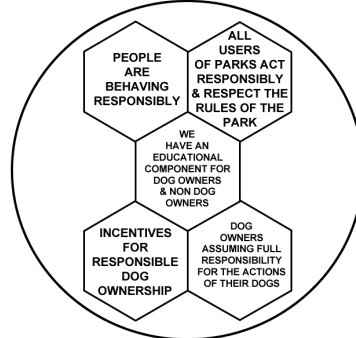 PEOPLE
ARE
BEHAVING
RESPONSIBLY
ALL
USERS
OF PARKS ACT
RESPONSIBLY
& RESPECT THE
RULES OF THE
PARK
WE
HAVE AN
EDUCATIONAL
COMPONENT FOR
DOG OWNERS
& NON DOG
OWNERS
INCENTIVES
FOR
RESPONSIBLE
DOG
OWNERSHIP
DOG
OWNERS
ASSUMING FULL
RESPONSIBILITY
FOR THE ACTIONS
OF THEIR DOGS